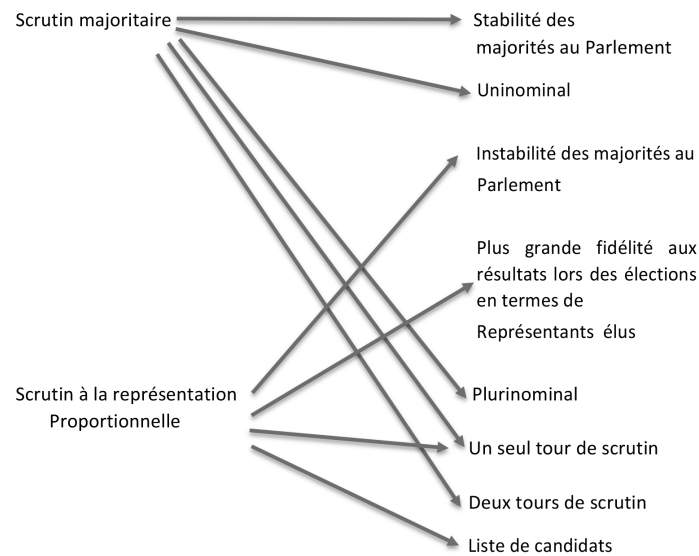 Scrutin majoritaire
Stabilité des
majorités au Parlement
Uninominal
Instabilité des majorités au
Parlement
Plus grande fidélité aux
résultats lors des élections
en termes de
Représentants élus
Scrutin à la représentation
Proportionnelle
Plurinominal
Un seul tour de scrutin
Deux tours de scrutin
Liste de candidats